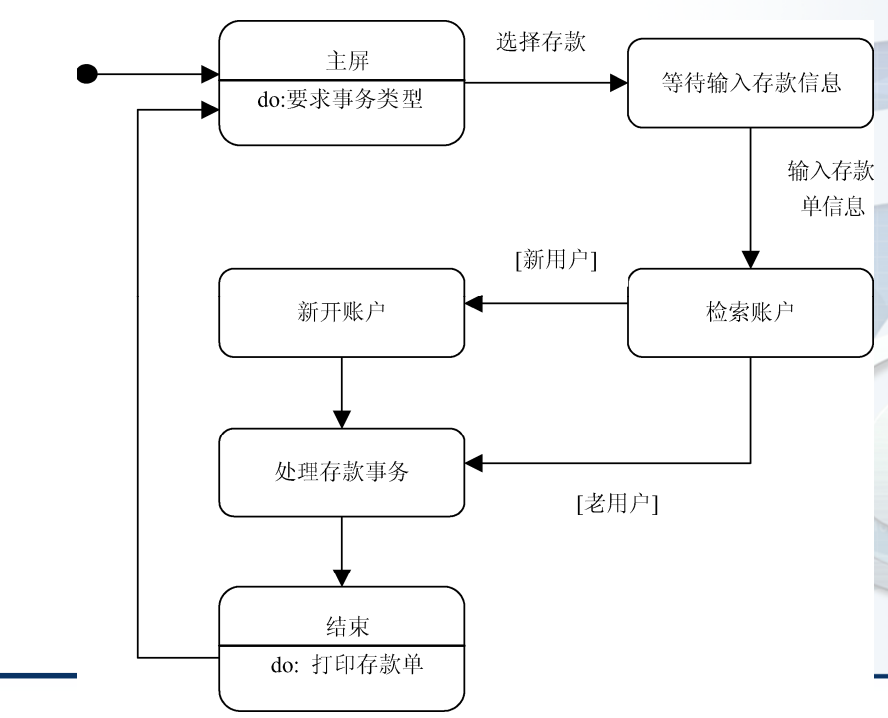 主屏
do:要求事务类型
选择存款
等待输入存款信息
输入存款
单信息
[新用户]
新开账户
检索账户
处理存款事务
[老用户]
结束
do: 打印存款单